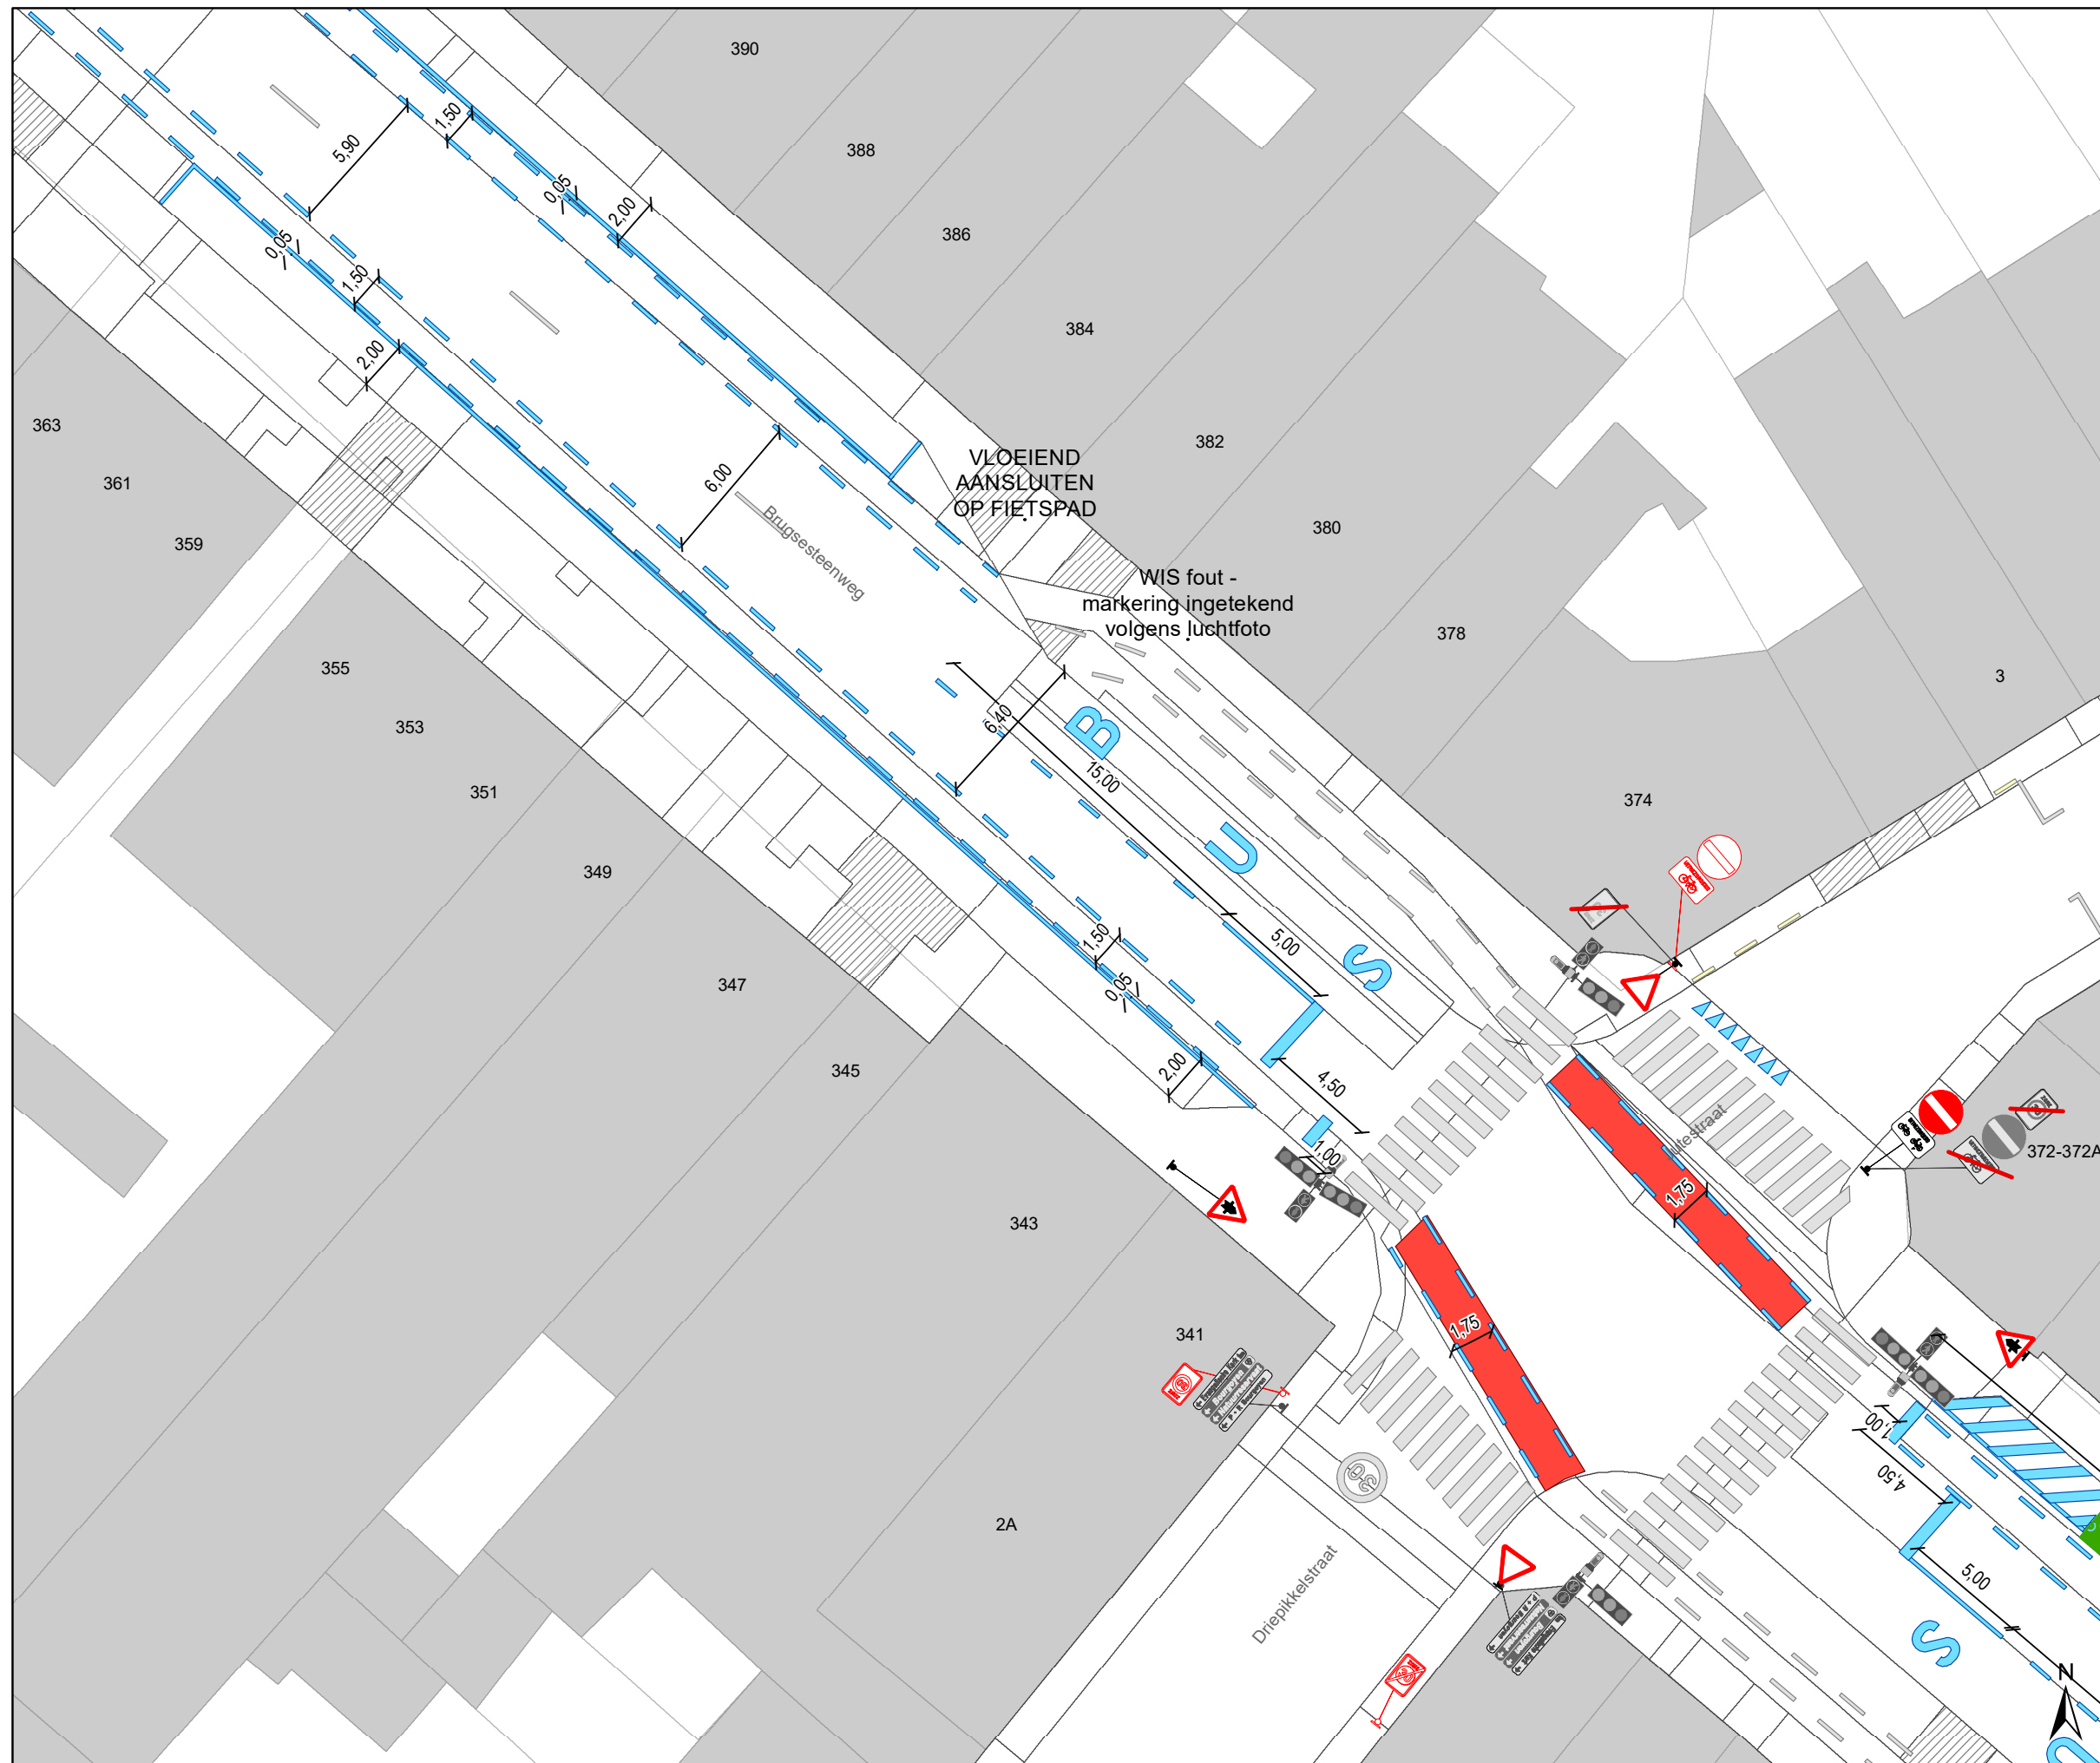 390
388
386
384
382
380
378
374
3
372-372A
363
361
359
355
353
351
349
347
345
343
341
2A
5,90
1,50
0,05
2,00
0,05
1,50
2,00
6,00
Brugsesteenweg
VLOEIEND
AANSLUITEN
OP FIETSPAD
WIS fout -
markering ingetekend
volgens luchtfoto
6,40
15,00
B
U
S
5,00
1,50
0,05
2,00
4,50
1,00
1,75
1,75
30
Driepikkelstraat
1,00
4,50
5,00
S
N